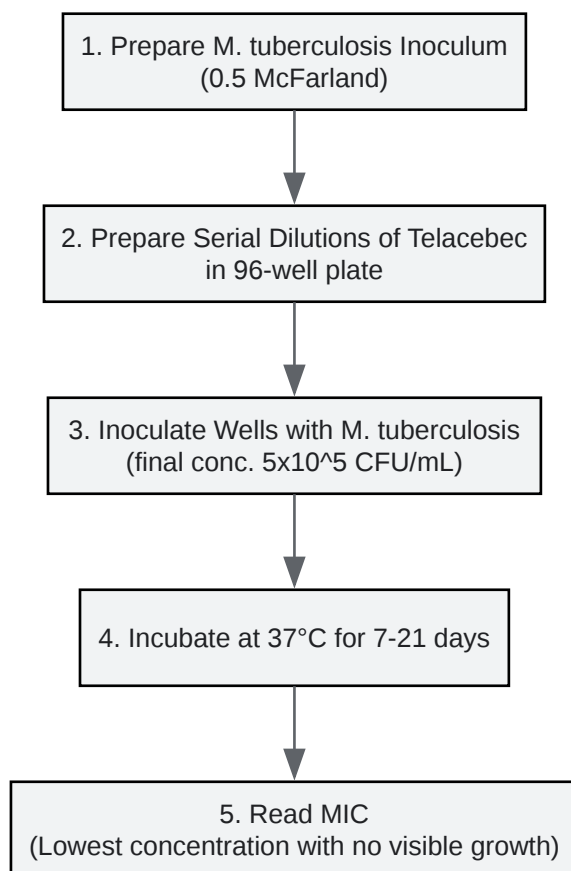 1. Prepare M. tuberculosis Inoculum
(0.5 McFarland)
2. Prepare Serial Dilutions of Telacebec
in 96-well plate
3. Inoculate Wells with M. tuberculosis
(final conc. 5x10^5 CFU/mL)
4. Incubate at 37°C for 7-21 days
5. Read MIC
(Lowest concentration with no visible growth)